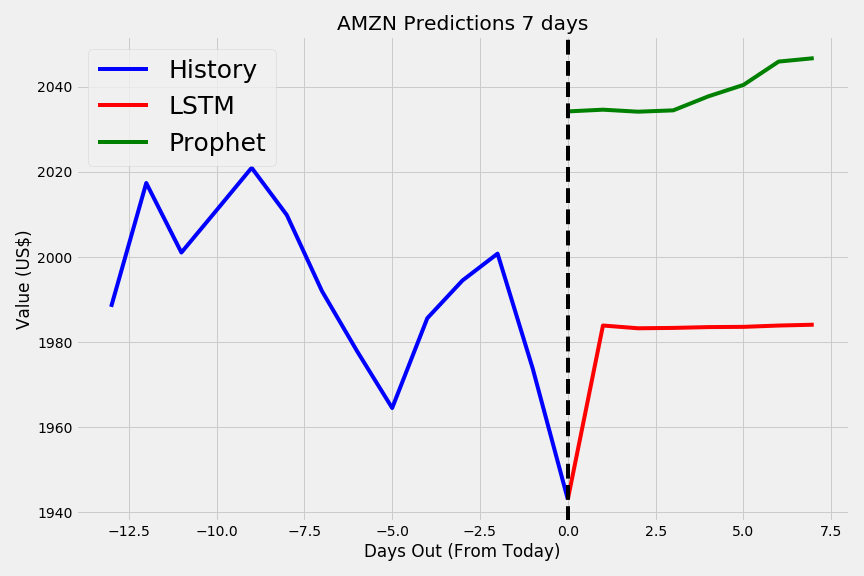 AMZN Predictions 7 days
History
LSTM
Prophet
Value (US$)
2040
2020
2000
1980
1960
1940
−12.5 −10.0 −7.5 −5.0 −2.5 0.0 2.5 5.0 7.5
Days Out (From Today)